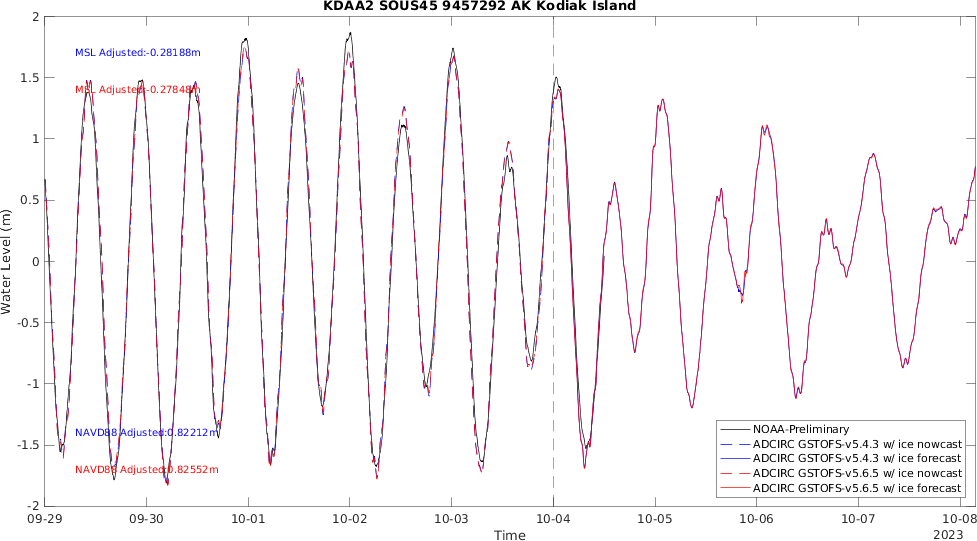 KDAA2 SOUS45 9457292 AK Kodiak Island
2
1.5
1
0.5
0
-0.5
-1
-1.5
-2
Water Level (m)
MSL Adjusted:-0.28188m
MSL Adjusted:-0.27848m
NAVD88 Adjusted:0.82212m
NAVD88 Adjusted:0.82552m
NOAA-Preliminary
ADCIRC GSTOFS-v5.4.3 w/ ice nowcast
ADCIRC GSTOFS-v5.4.3 w/ ice forecast
ADCIRC GSTOFS-v5.6.5 w/ ice nowcast
ADCIRC GSTOFS-v5.6.5 w/ ice forecast
09-29 09-30 10-01 10-02 10-03 10-04 10-05 10-06 10-07 10-08
Time
2023